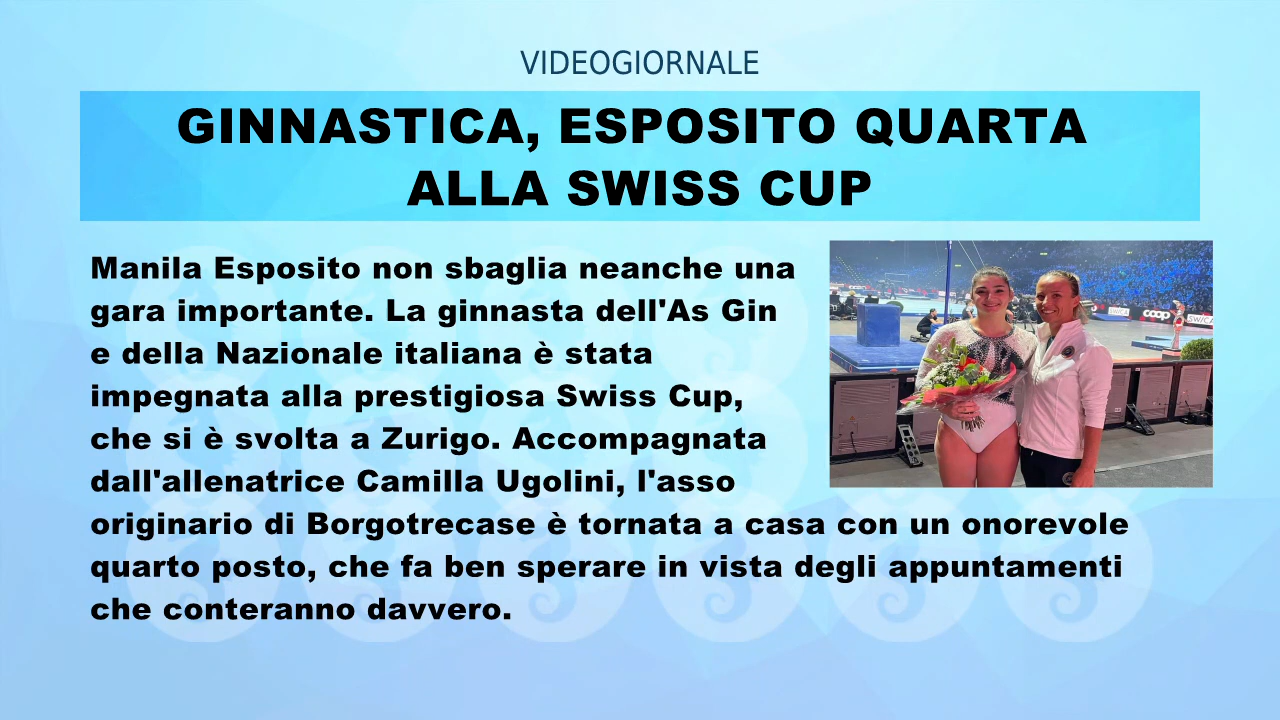 VIDEOGIORNALE
GINNASTICA, ESPOSITO QUARTA
ALLA SWISS CUP
Manila Esposito non sbaglia neanche una
gara importante. La ginnasta dell'As Gin
e della Nazionale italiana è stata
impegnata alla prestigiosa Swiss Cup,
che si è svolta a Zurigo. Accompagnata
dall'allenatrice Camilla Ugolini, l'asso
originario di Borgotrecase è tornata a casa con un onorevole
quarto posto, che fa ben sperare in vista degli appuntamenti
che conteranno davvero.
coop
SWICA